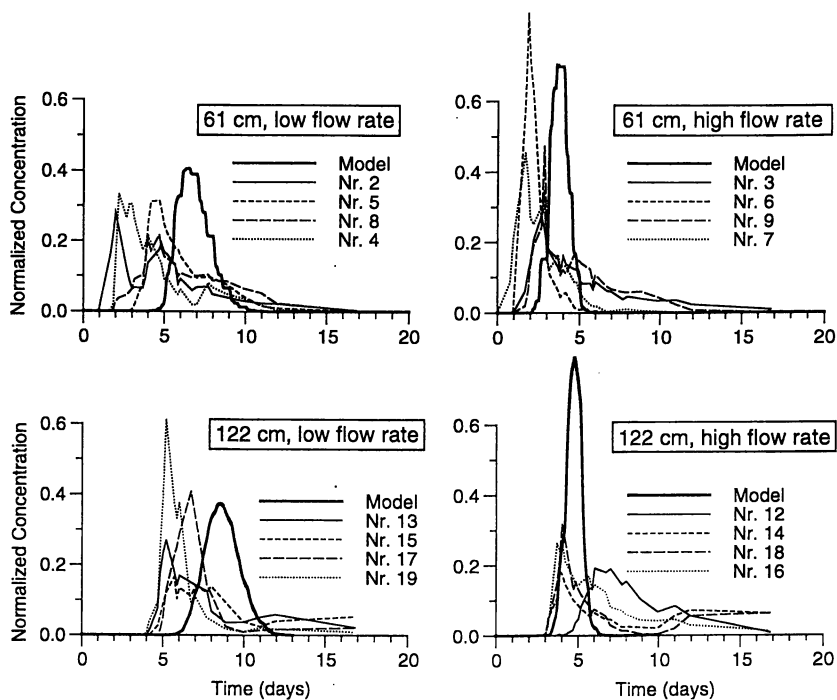 61 cm, low flow rate
Normalized Concentration
0.6
0.4
0.2
0.0
Model
Nr. 2
Nr. 5
Nr. 8
Nr. 4
0 5 10 15 20
61 cm, high flow rate
0.6
0.4
0.2
0.0
Model
Nr. 3
Nr. 6
Nr. 9
Nr. 7
0 5 10 15 20
122 cm, low flow rate
Normalized Concentration
0.6
0.4
0.2
0.0
Model
Nr. 13
Nr. 15
Nr. 17
Nr. 19
0 5 10 15 20
Time (days)
122 cm, high flow rate
0.6
0.4
0.2
0.0
Model
Nr. 12
Nr. 14
Nr. 18
Nr. 16
0 5 10 15 20
Time (days)